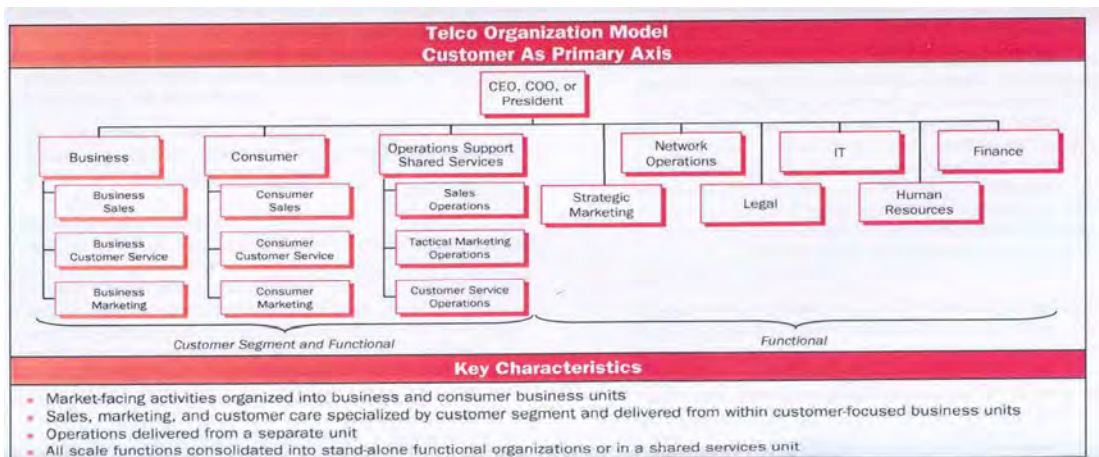 Telco Organization Model
Customer As Primary Axis
CEO, COO, or
President
Business
Consumer
Operations Support
Shared Services
Network
Operations
IT
Finance
Strategic
Marketing
Legal
Human
Resources
Business
Sales
Consumer
Sales
Sales
Operations
Business
Customer Service
Consumer
Customer Service
Tactical Marketing
Operations
Business
Marketing
Consumer
Marketing
Customer Service
Operations
Customer Segment and Functional
Functional
Key Characteristics
Market-facing activities organized into business and consumer business units
Sales, marketing, and customer care specialized by customer segment and delivered from within customer-focused business units
Operations delivered from a separate unit
All scale functions consolidated into stand-alone functional organizations or in a shared services unit